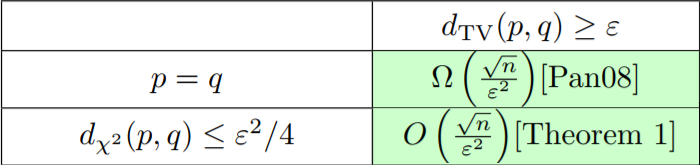 d_TV(p, q) ≥ ε
p = q Ω(√n/ε²)[Pan08]
d_χ²(p, q) ≤ ε²/4 O(√n/ε²)[Theorem 1]